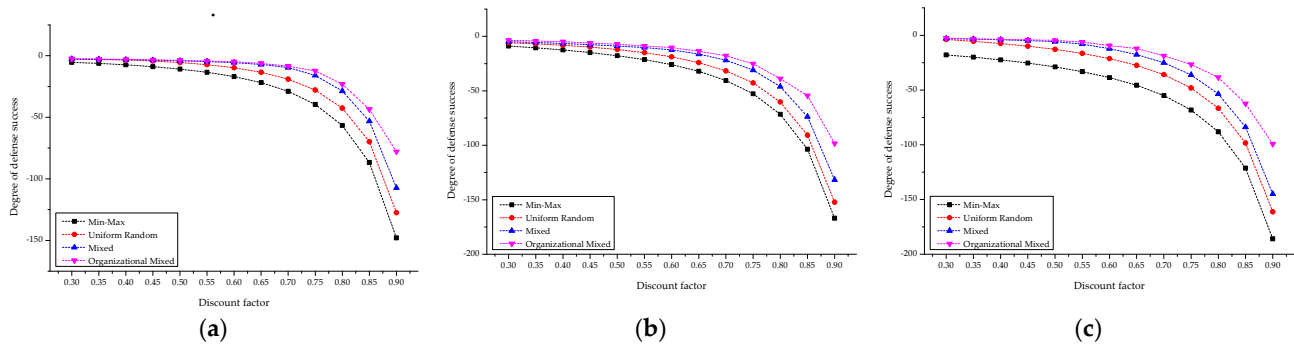 Degree of defense success
0
-50
-100
-150
Min-Max
Uniform Random
Mixed
Organizational Mixed
0.30 0.35 0.40 0.45 0.50 0.55 0.60 0.65 0.70 0.75 0.80 0.85 0.90
Discount factor
(a)
Degree of defense success
0
-50
-100
-150
-200
Min-Max
Uniform Random
Mixed
Organizational Mixed
0.30 0.35 0.40 0.45 0.50 0.55 0.60 0.65 0.70 0.75 0.80 0.85 0.90
Discount factor
(b)
Degree of defense success
0
-50
-100
-150
-200
Min-Max
Uniform Random
Mixed
Organizational Mixed
0.30 0.35 0.40 0.45 0.50 0.55 0.60 0.65 0.70 0.75 0.80 0.85 0.90
Discount factor
(c)